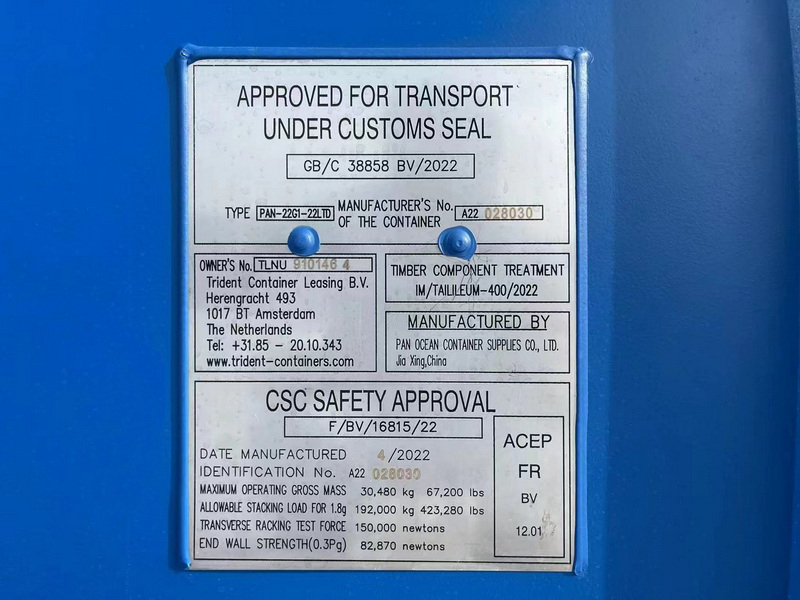 APPROVED FOR TRANSPORT
UNDER CUSTOMS SEAL
GB/C 38858 BV/2022
TYPE PAN-22G1-22LTD MANUFACTURER'S No. OF THE CONTAINER A22 028030
OWNER'S No. TLNU 910146 4
Trident Container Leasing B.V.
Herengracht 493
1017 BT Amsterdam
The Netherlands
Tel: +31.85 - 20.10.343
www.trident-containers.com
TIMBER COMPONENT TREATMENT
IM/TAILILEUM-400/2022
MANUFACTURED BY
PAN OCEAN CONTAINER SUPPLIES CO., LTD.
Jia Xing,China
CSC SAFETY APPROVAL
F/BV/16815/22
DATE MANUFACTURED 4/2022
IDENTIFICATION No. A22 028030
MAXIMUM OPERATING GROSS MASS 30,480 kg 67,200 lbs
ALLOWABLE STACKING LOAD FOR 1.8g 192,000 kg 423,280 lbs
TRANSVERSE RACKING TEST FORCE 150,000 newtons
END WALL STRENGTH(0.3Pg) 82,870 newtons
ACEP
FR
BV
12.01